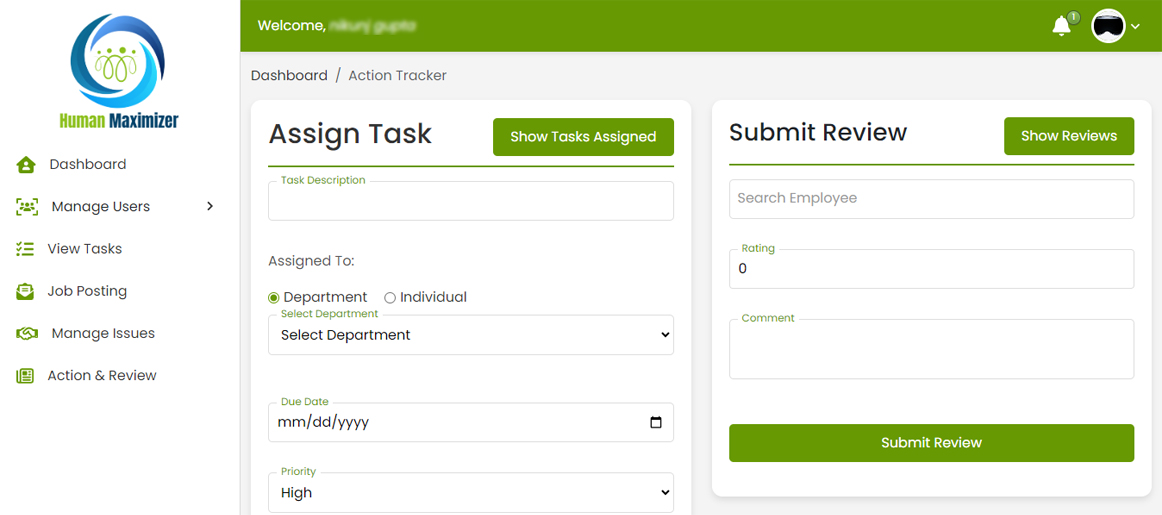 Human Maximizer
Dashboard
Manage Users
View Tasks
Job Posting
Manage Issues
Action & Review
Welcome,
1
Dashboard / Action Tracker
Assign Task
Show Tasks Assigned
Task Description
Assigned To:
Department Individual
Select Department
Select Department
Due Date
mm/dd/yyyy
Priority
High
Submit Review
Show Reviews
Search Employee
Rating
0
Comment
Submit Review